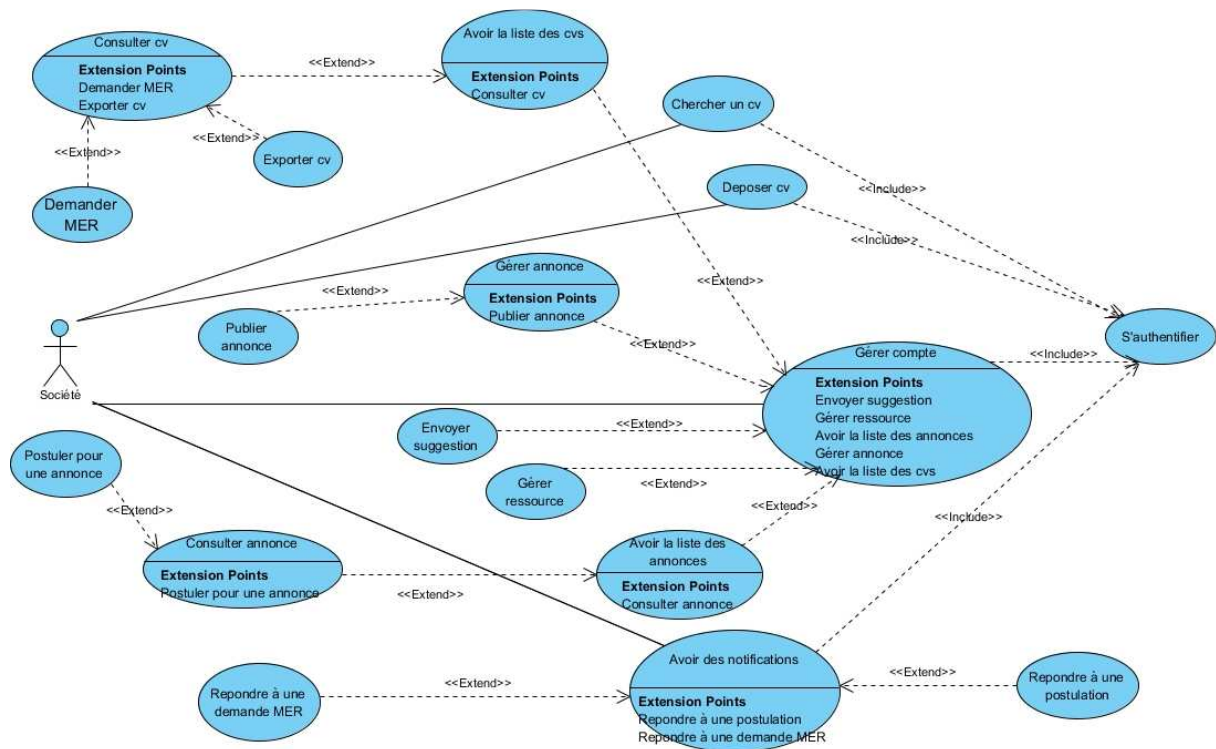 Consulter cv
Extension Points
Demander MER
Exporter cv
<<Extend>>
Avoir la liste des cvs
Extension Points
Consulter cv
<<Extend>>
<<Extend>>
Exporter cv
Demander
MER
Chercher un cv
<<Include>>
Deposer cv
<<Include>>
<<Extend>>
Gérer annonce
Extension Points
Publier annonce
<<Extend>>
Publier
annonce
<<Extend>>
S'authentifier
Société
Gérer compte
Extension Points
Envoyer suggestion
Gérer ressource
Avoir la liste des annonces
Gérer annonce
Avoir la liste des cvs
<<Include>>
Envoyer
suggestion
<<Extend>>
Gérer
ressource
<<Extend>>
Postuler pour
une annonce
<<Extend>>
<<Extend>>
<<Include>>
Consulter annonce
Extension Points
Postuler pour une annonce
<<Extend>>
Avoir la liste des
annonces
Extension Points
Consulter annonce
Avoir des notifications
Extension Points
Repondre à une postulation
Repondre à une demande MER
Repondre à une
demande MER
<<Extend>>
<<Extend>>
Repondre à une
postulation